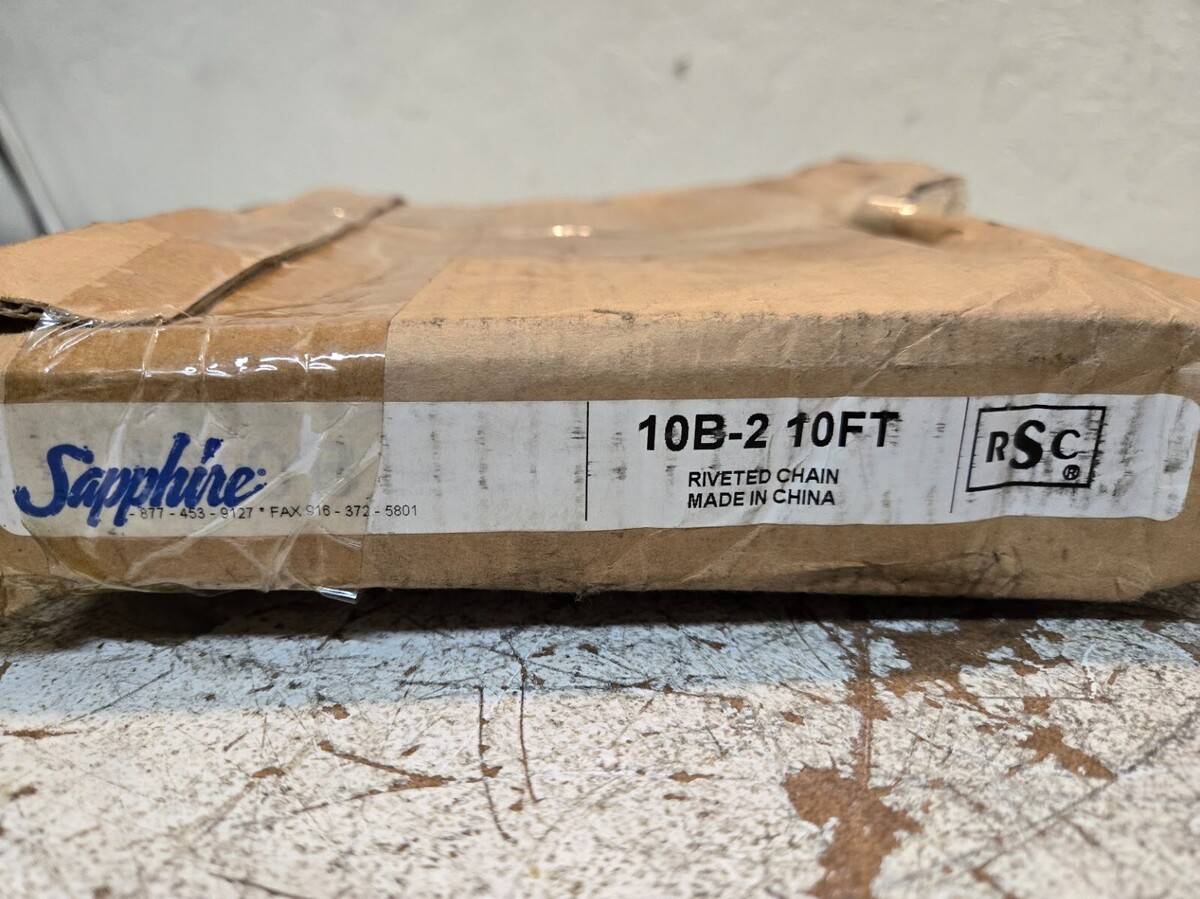 Sapphire
- 877 - 453 - 9127 * FAX 916 - 372 - 5801
10B-2 10FT
RIVETED CHAIN
MADE IN CHINA
RSC
®